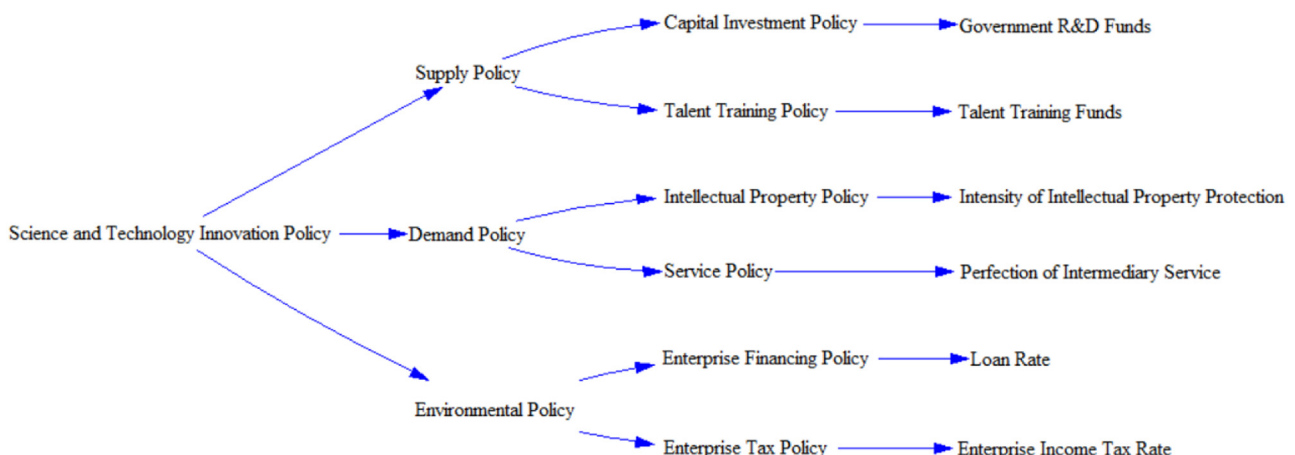 Capital Investment Policy
Government R&D Funds
Supply Policy
Talent Training Policy
Talent Training Funds
Intellectual Property Policy
Intensity of Intellectual Property Protection
Science and Technology Innovation Policy
Demand Policy
Service Policy
Perfection of Intermediary Service
Enterprise Financing Policy
Loan Rate
Environmental Policy
Enterprise Tax Policy
Enterprise Income Tax Rate